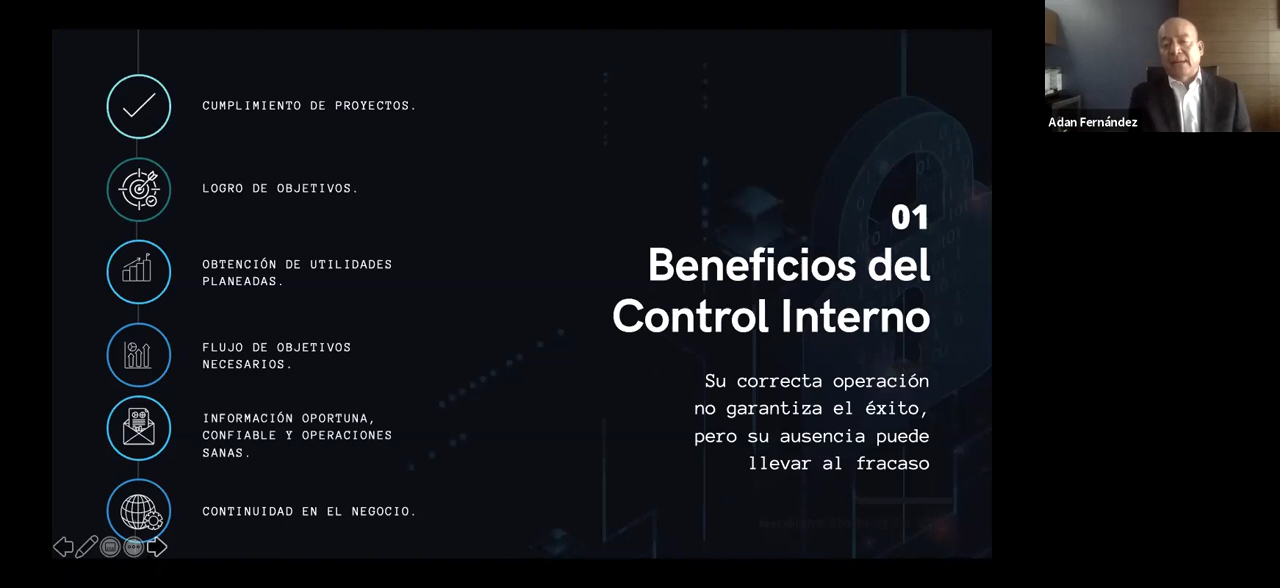 CUMPLIMIENTO DE PROYECTOS.
LOGRO DE OBJETIVOS.
OBTENCIÓN DE UTILIDADES
PLANEADAS.
FLUJO DE OBJETIVOS
NECESARIOS.
INFORMACIÓN OPORTUNA,
CONFIABLE Y OPERACIONES
SANAS.
CONTINUIDAD EN EL NEGOCIO.
01
Beneficios del
Control Interno
Su correcta operación
no garantiza el éxito,
pero su ausencia puede
llevar al fracaso
Adan Fernández